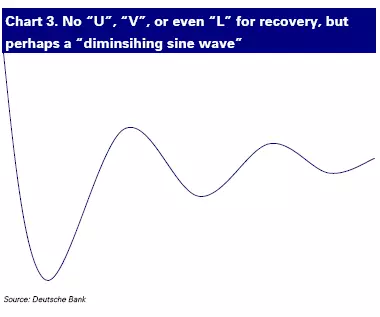 Chart 3. No “U”, “V”, or even “L” for recovery, but
perhaps a “diminsihing sine wave”
Source: Deutsche Bank